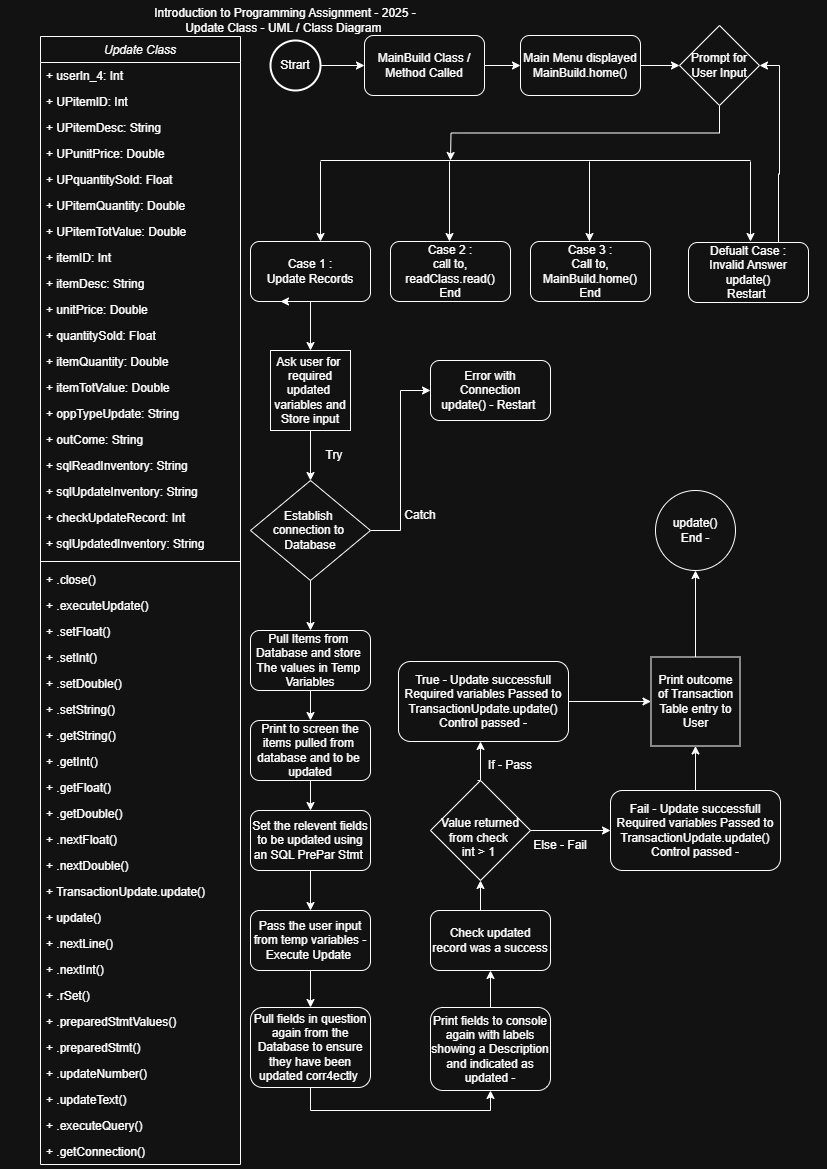 Introduction to Programming Assignment - 2025 -
Update Class - UML / Class Diagram
Update Class
+ userIn_4: Int
+ UPitemID: Int
+ UPitemDesc: String
+ UPunitPrice: Double
+ UPquantitySold: Float
+ UPitemQuantity: Double
+ UPitemTotValue: Double
+ itemID: Int
+ itemDesc: String
+ unitPrice: Double
+ quantitySold: Float
+ itemQuantity: Double
+ itemTotValue: Double
+ oppTypeUpdate: String
+ outCome: String
+ sqlReadInventory: String
+ sqlUpdateInventory: String
+ checkUpdateRecord: Int
+ sqlUpdatedInventory: String
+ .close()
+ .executeUpdate()
+ .setFloat()
+ .setInt()
+ .setDouble()
+ .setString()
+ .getString()
+ .getInt()
+ .getFloat()
+ .getDouble()
+ .nextFloat()
+ .nextDouble()
+ TransactionUpdate.update()
+ update()
+ .nextLine()
+ .nextInt()
+ .rSet()
+ .preparedStmtValues()
+ .preparedStmt()
+ .updateNumber()
+ .updateText()
+ .executeQuery()
+ .getConnection()
Strart
MainBuild Class /
Method Called
Main Menu displayed
MainBuild.home()
Prompt for
User Input
Case 1 :
Update Records
Case 2 :
call to,
readClass.read()
End
Case 3 :
Call to,
MainBuild.home()
End
Defualt Case :
Invalid Answer
update()
Restart
Ask user for
required
updated
variables and
Store input
Error with
Connection
update() - Restart
Try
Catch
Establish
connection to
Database
update()
End -
Pull Items from
Database and store
The values in Temp
Variables
Print to screen the
items pulled from
database and to be
updated
Set the relevent fields
to be updated using
an SQL PrePar Stmt
Pass the user input
from temp variables -
Execute Update
Pull fields in question
again from the
Database to ensure
they have been
updated corr4ectly
Print fields to console
again with labels
showing a Description
and indicated as
updated -
Check updated
record was a success
Value returned
from check
int > 1
If - Pass
Else - Fail
True - Update successfull
Required variables Passed to
TransactionUpdate.update()
Control passed -
Fail - Update successfull
Required variables Passed to
TransactionUpdate.update()
Control passed -
Print outcome
of Transaction
Table entry to
User